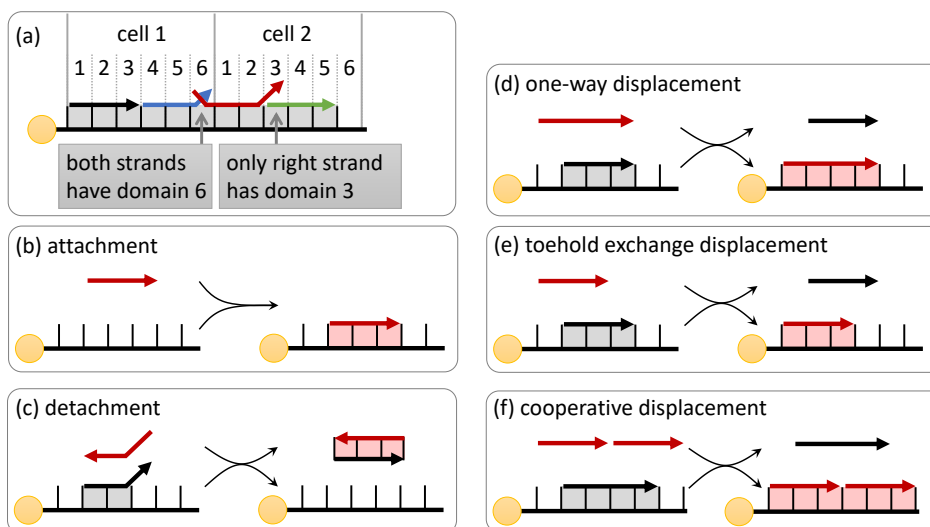 (a)
cell 1 cell 2
1 2 3 4 5 6 1 2 3 4 5 6
both strands
have domain 6
only right strand
has domain 3
(b) attachment
(c) detachment
(d) one-way displacement
(e) toehold exchange displacement
(f) cooperative displacement